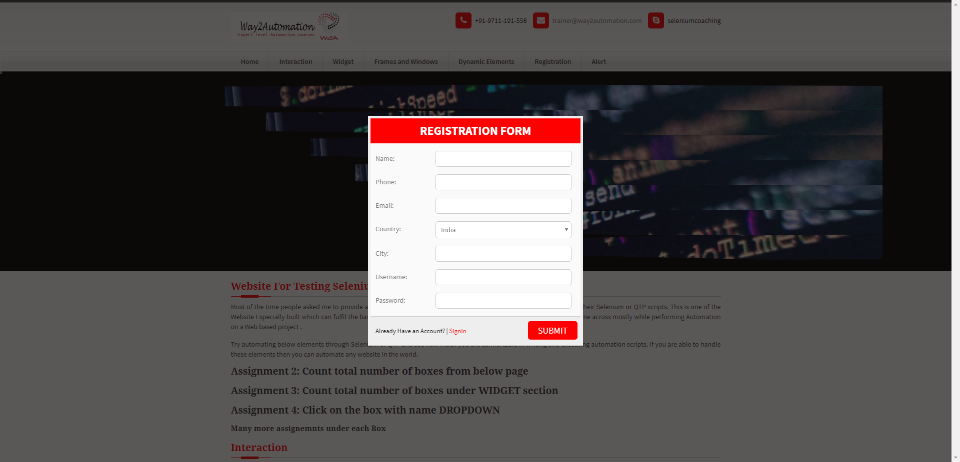 Way2Automation
+91-9711-191-558
trainer@way2automation.com
seleniumcoaching
Home
Interaction
Widget
Frames and Windows
Dynamic Elements
Registration
Alert
REGISTRATION FORM
Name:
Phone:
Email:
Country:
India
City:
Username:
Password:
Already Have an Account? | Signin
SUBMIT
Website For Testing Seleniu
Most of the time people asked me to provide a
their Selenium or QTP scripts. This is one of the
Website I specially built which can fulfil the ba
across mostly while performing Automation
on a Web based project .
Try automating below elements through Selen
automation scripts. If you are able to handle
these elements then you can automate any website in the world.
Assignment 2: Count total number of boxes from below page
Assignment 3: Count total number of boxes under WIDGET section
Assignment 4: Click on the box with name DROPDOWN
Many more assignemnts under each Box
Interaction